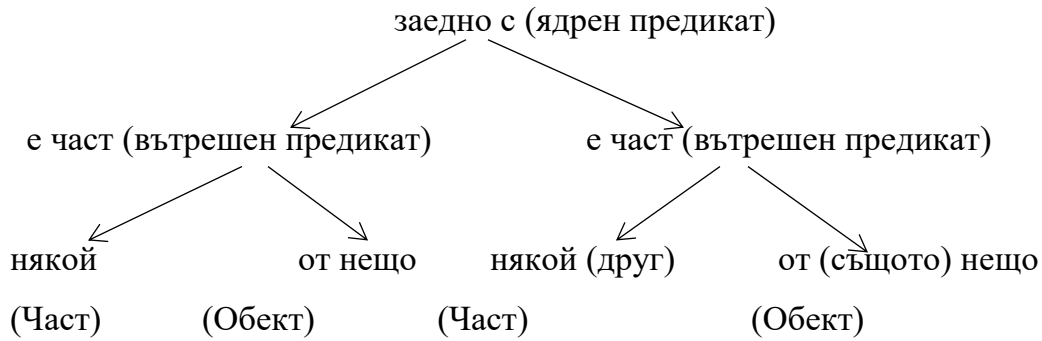 заедно с (ядрен предикат)
е част (вътрешен предикат) е част (вътрешен предикат)
някой от нещо някой (друг) от (същото) нещо
(Част) (Обект) (Част) (Обект)